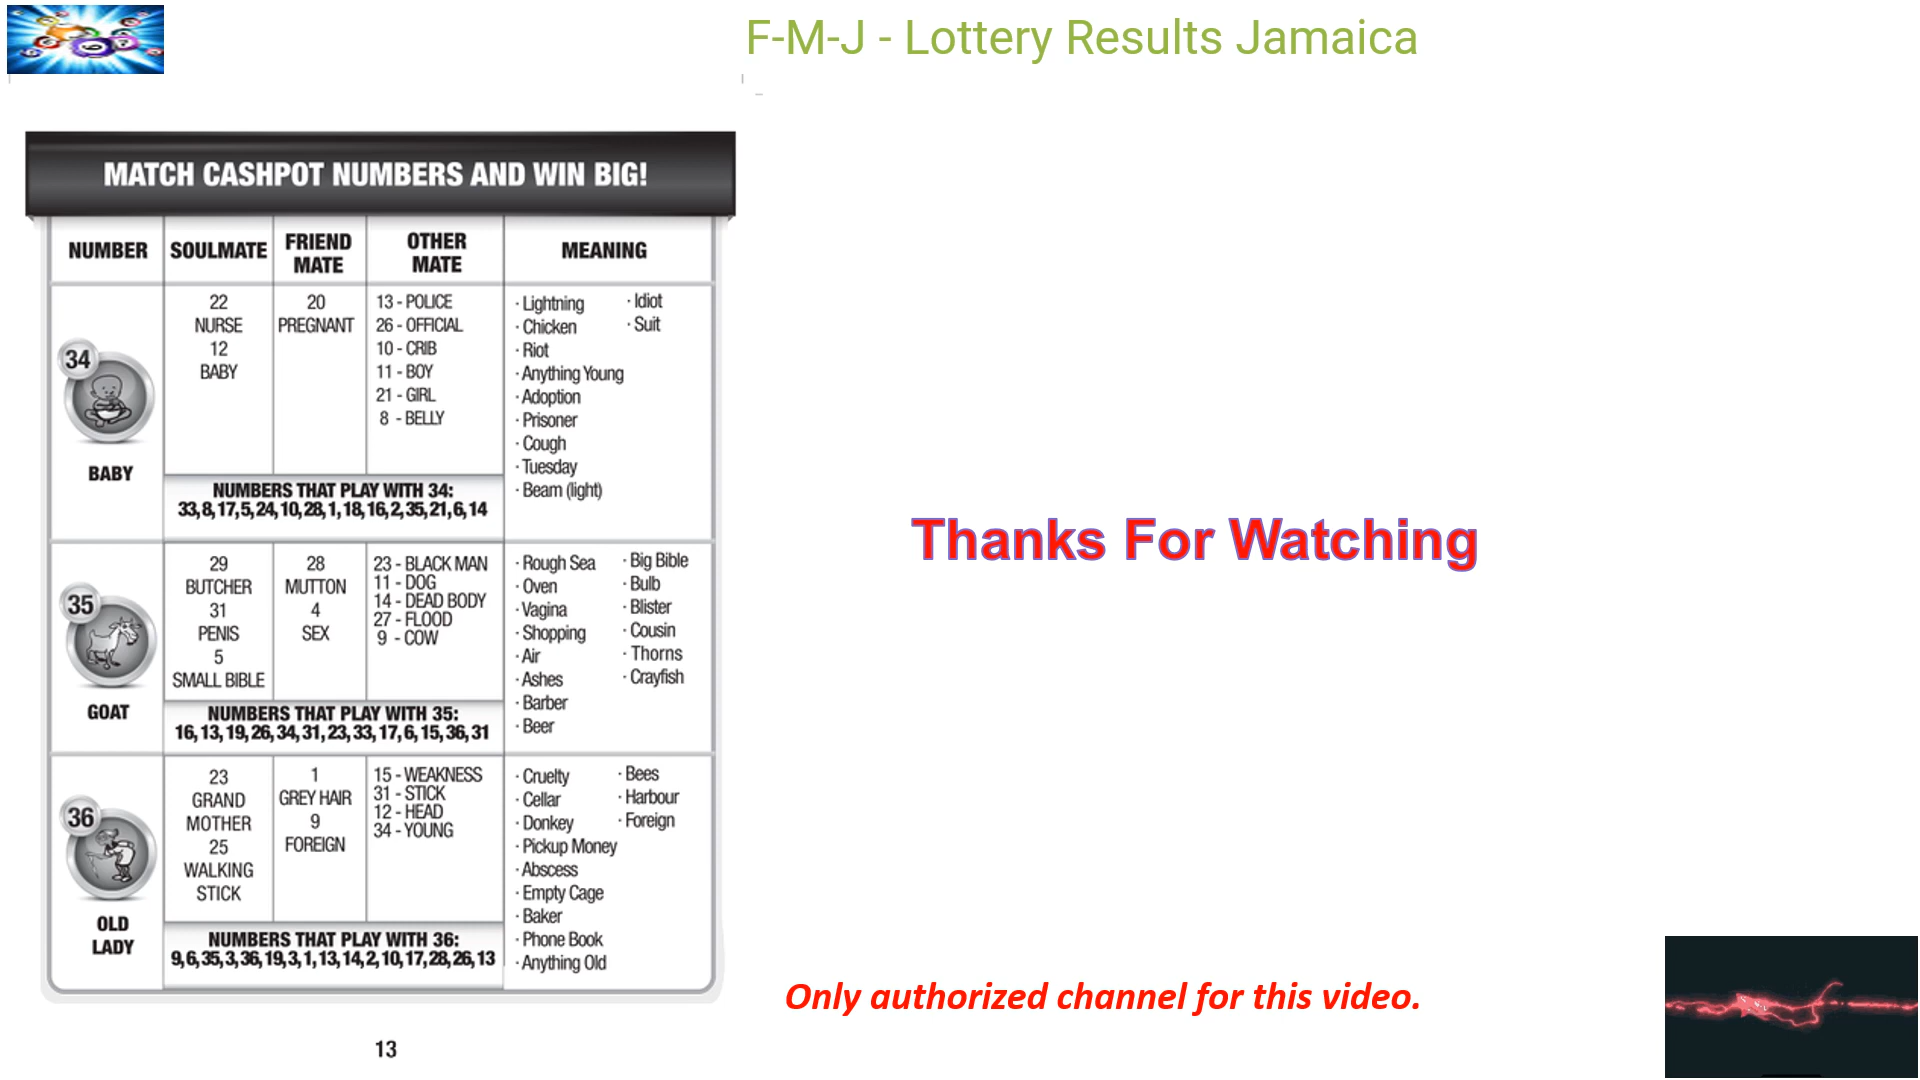 F-M-J - Lottery Results Jamaica
MATCH CASHPOT NUMBERS AND WIN BIG!
NUMBER
SOULMATE
FRIEND
MATE
OTHER
MATE
MEANING
34
BABY
22
NURSE
12
BABY
20
PREGNANT
13 - POLICE
26 - OFFICIAL
10 - CRIB
11 - BOY
21 - GIRL
8 - BELLY
· Lightning
· Chicken
· Riot
· Anything Young
· Adoption
· Prisoner
· Cough
· Tuesday
· Beam (light)
· Idiot
· Suit
NUMBERS THAT PLAY WITH 34:
33, 8, 17, 5, 24, 10, 28, 1, 18, 16, 2, 35, 21, 6, 14
35
GOAT
29
BUTCHER
31
PENIS
5
SMALL BIBLE
28
MUTTON
4
SEX
23 - BLACK MAN
11 - DOG
14 - DEAD BODY
27 - FLOOD
9 - COW
· Rough Sea
· Oven
· Vagina
· Shopping
· Air
· Ashes
· Barber
· Beer
· Big Bible
· Bulb
· Blister
· Cousin
· Thorns
· Crayfish
NUMBERS THAT PLAY WITH 35:
16, 13, 19, 26, 34, 31, 23, 33, 17, 6, 15, 36, 31
36
OLD
LADY
23
GRAND
MOTHER
25
WALKING
STICK
1
GREY HAIR
9
FOREIGN
15 - WEAKNESS
31 - STICK
12 - HEAD
34 - YOUNG
· Cruelty
· Cellar
· Donkey
· Pickup Money
· Abscess
· Empty Cage
· Baker
· Phone Book
· Anything Old
· Bees
· Harbour
· Foreign
NUMBERS THAT PLAY WITH 36:
9, 6, 35, 3, 36, 19, 3, 1, 13, 14, 2, 10, 17, 28, 26, 13
13
Thanks For Watching
Only authorized channel for this video.